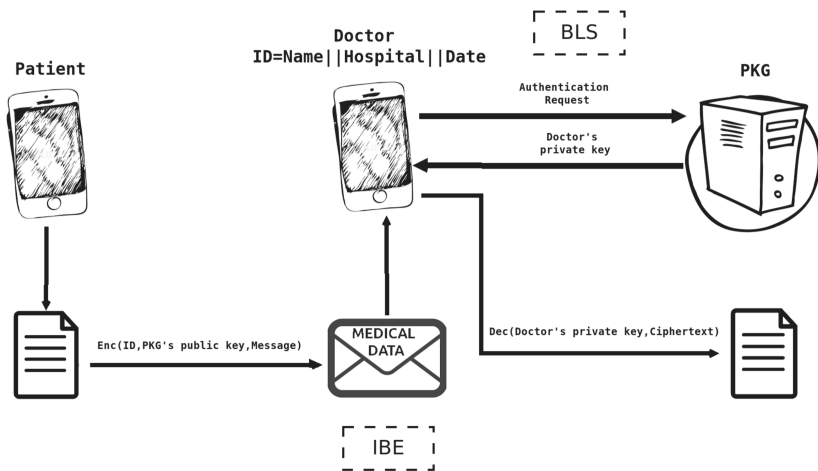 BLS
Doctor
ID=Name||Hospital||Date
Patient
PKG
Authentication
Request
Doctor's
private key
MEDICAL
DATA
Enc(ID,PKG's public key,Message)
Dec(Doctor's private key,Ciphertext)
IBE